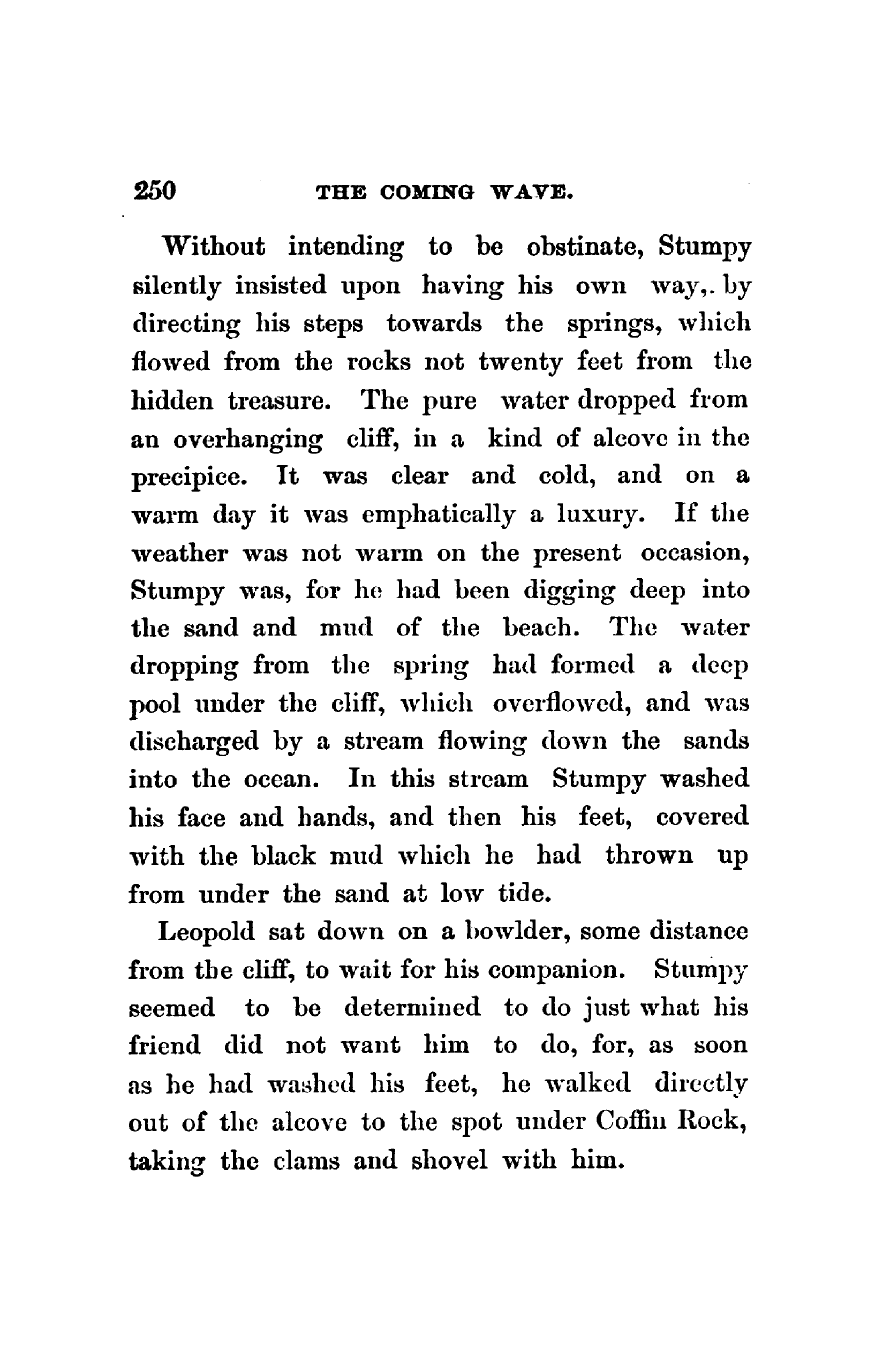 250 THE COMING WAVE.
Without intending to be obstinate, Stumpy
silently insisted upon having his own way,. by
directing his steps towards the springs, which
flowed from the rocks not twenty feet from the
hidden treasure. The pure water dropped from
an overhanging cliff, in a kind of alcove in the
precipice. It was clear and cold, and on a
warm day it was emphatically a luxury. If the
weather was not warm on the present occasion,
Stumpy was, for he had been digging deep into
the sand and mud of the beach. The water
dropping from the spring had formed a deep
pool under the cliff, which overflowed, and was
discharged by a stream flowing down the sands
into the ocean. In this stream Stumpy washed
his face and hands, and then his feet, covered
with the black mud which he had thrown up
from under the sand at low tide.
Leopold sat down on a bowlder, some distance
from the cliff, to wait for his companion. Stumpy
seemed to be determined to do just what his
friend did not want him to do, for, as soon
as he had washed his feet, he walked directly
out of the alcove to the spot under Coffin Rock,
taking the clams and shovel with him.